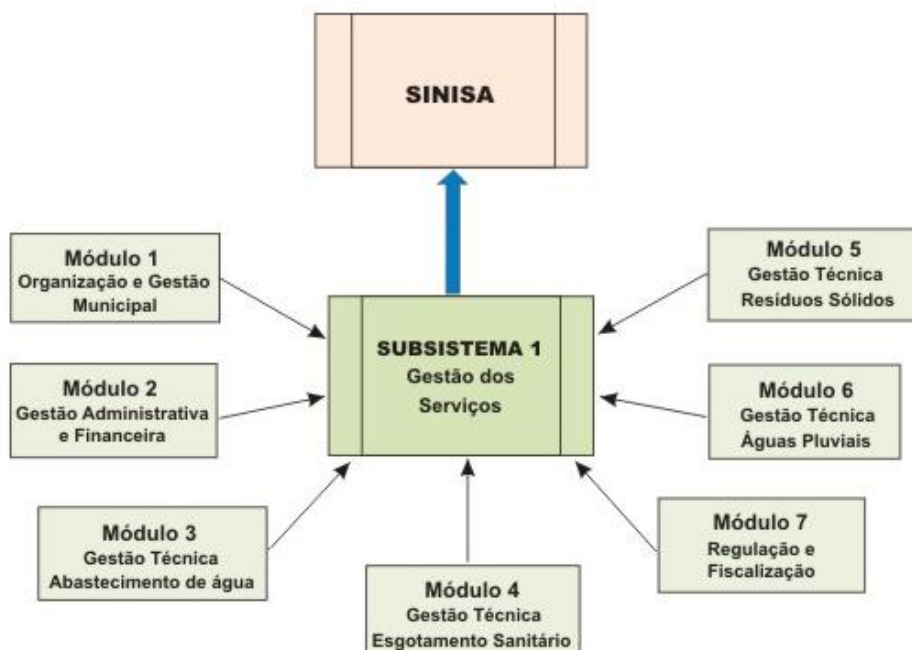 SINISA
Módulo 1
Organização e Gestão
Municipal
Módulo 2
Gestão Administrativa
e Financeira
Módulo 3
Gestão Técnica
Abastecimento de água
SUBSISTEMA 1
Gestão dos
Serviços
Módulo 4
Gestão Técnica
Esgotamento Sanitário
Módulo 5
Gestão Técnica
Resíduos Sólidos
Módulo 6
Gestão Técnica
Águas Pluviais
Módulo 7
Regulação e
Fiscalização